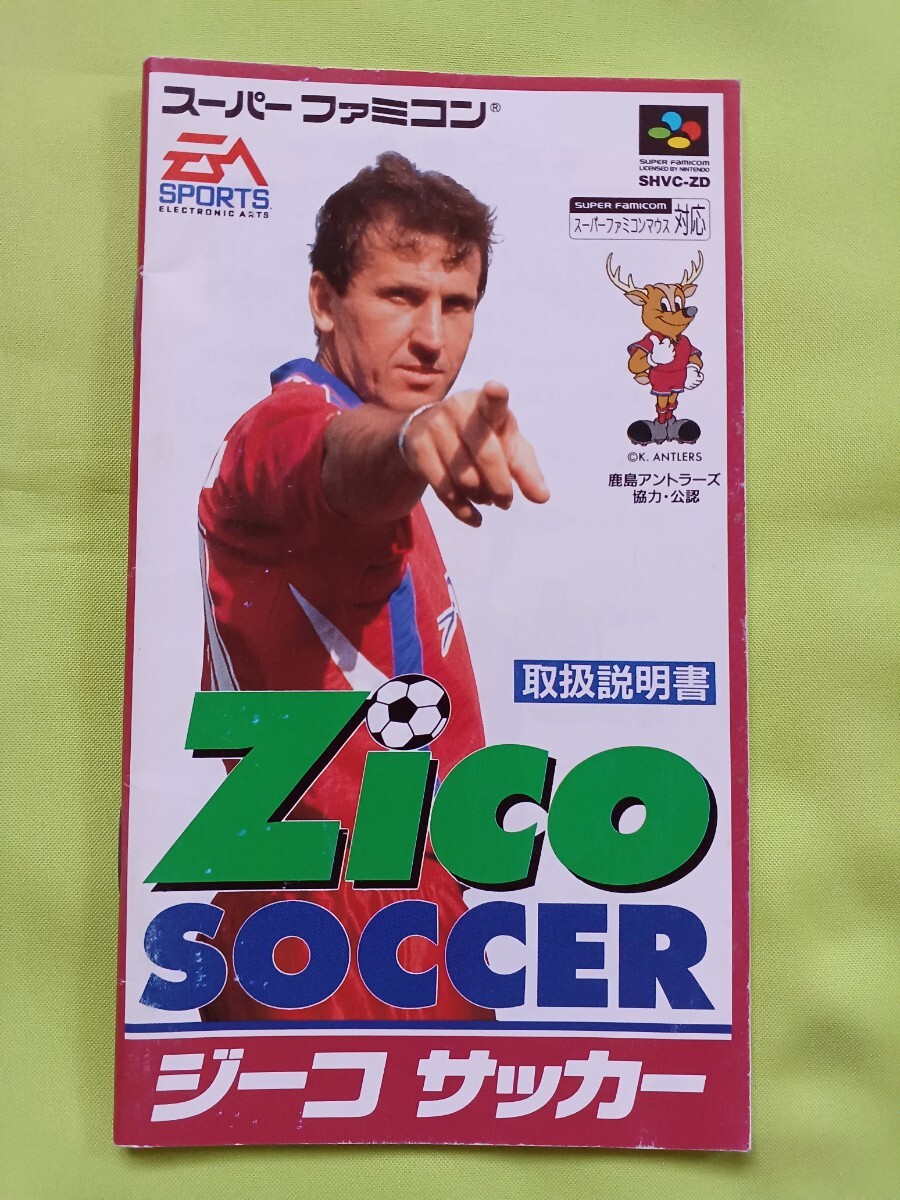 スーパーファミコン®
EA
SPORTS
ELECTRONIC ARTS
SUPER FAMICOM
LICENSED BY NINTENDO
SHVC-ZD
SUPER FAMICOM
スーパーファミコンマウス 対応
©K. ANTLERS
鹿島アントラーズ
協力・公認
取扱説明書
Zico
SOCCER
ジーコ サッカー